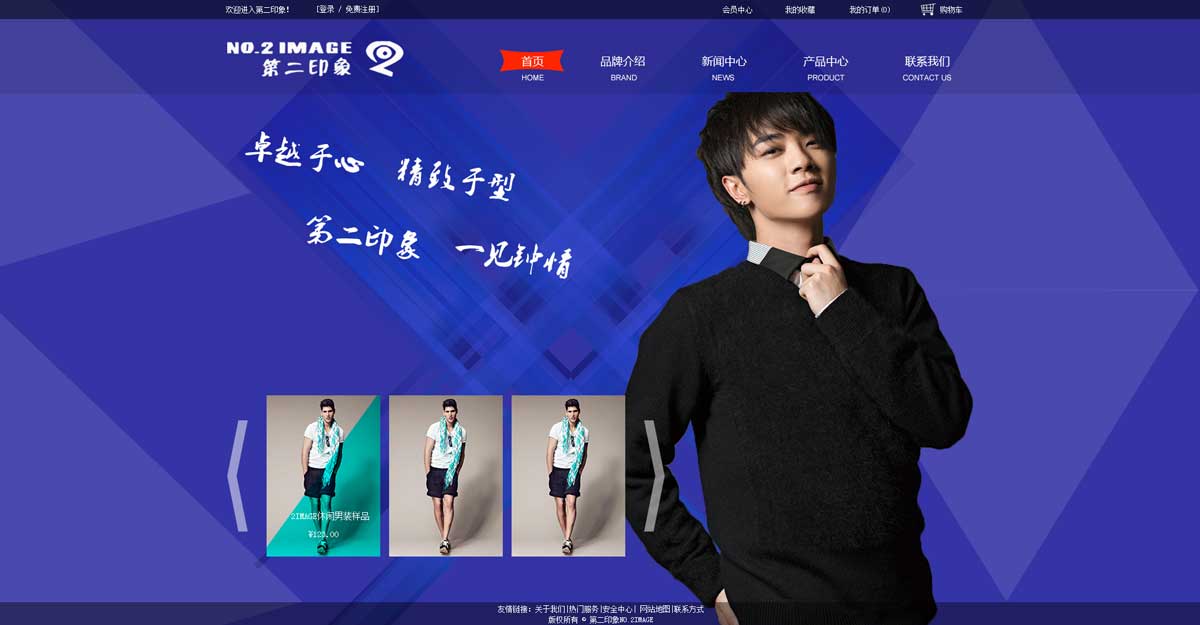 欢迎进入第二印象! [登录 / 免费注册] 会员中心 我的收藏 我的订单(0) 购物车
NO.2 IMAGE
第二印象
首页 品牌介绍 新闻中心 产品中心 联系我们
HOME BRAND NEWS PRODUCT CONTACT US
卓越于心 精致于型
第二印象 一见钟情
2IMAGE休闲男装样品
¥123.00
友情链接: 关于我们|热门服务|安全中心| 网站地图|联系方式
版权所有 © 第二印象NO.2IMAGE